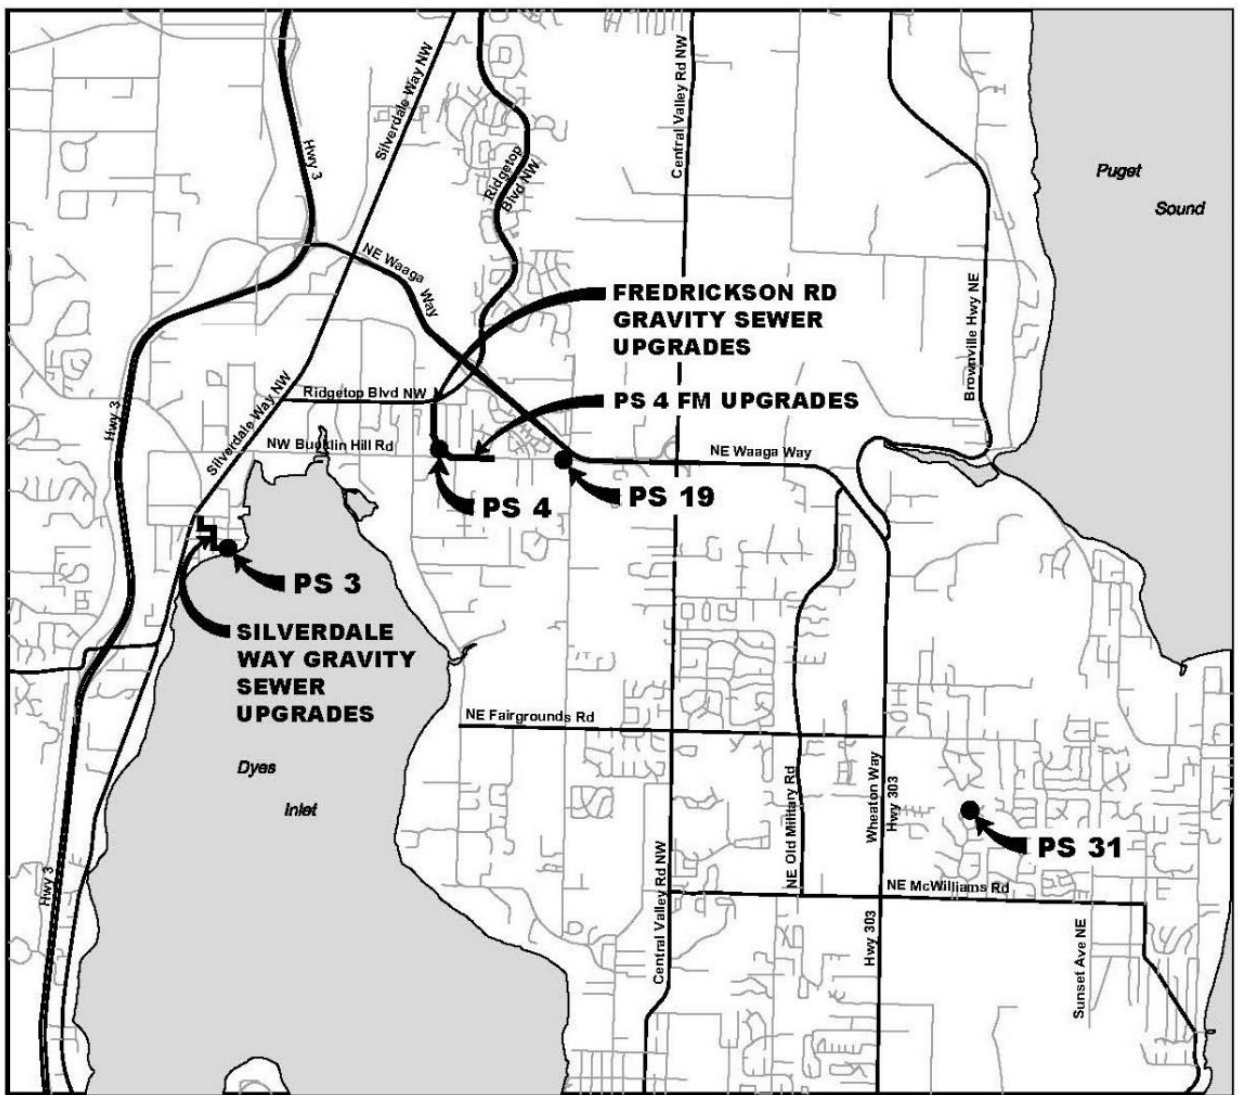 Silverdale Way NW
Central Valley Rd NW
Hwy 3
Ridgetop
Blvd NW
Puget
Sound
NE Waaga
Way
FREDRICKSON RD
GRAVITY SEWER
UPGRADES
Brownville Hwy NE
Ridgetop Blvd NW
PS 4 FM UPGRADES
Hwy 3
Silverdale Way NW
NW Bucklin Hill Rd
NE Waaga Way
PS 4
PS 19
PS 3
SILVERDALE
WAY GRAVITY
SEWER
UPGRADES
NE Fairgrounds Rd
Dyes
Inlet
NE Old Military Rd
Wheaton Way
Hwy 303
PS 31
Hwy 3
Central Valley Rd NW
NE McWilliams Rd
Hwy 303
Sunset Ave NE